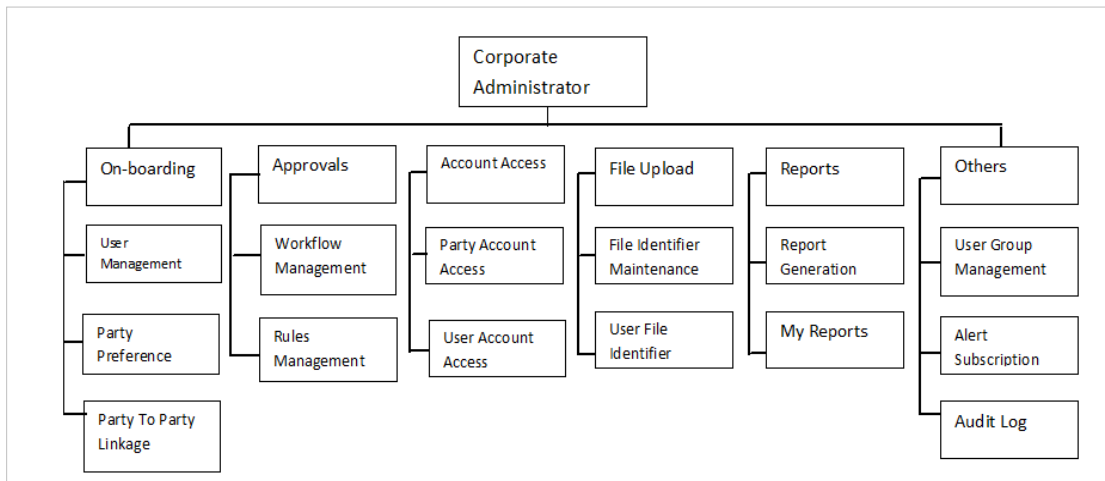 Corporate
Administrator
On-boarding
Approvals
Account Access
File Upload
Reports
Others
User
Management
Workflow
Management
Party Account
Access
File Identifier
Maintenance
Report
Generation
User Group
Management
Party
Preference
Rules
Management
User Account
Access
User File
Identifier
My Reports
Alert
Subscription
Party To Party
Linkage
Audit Log